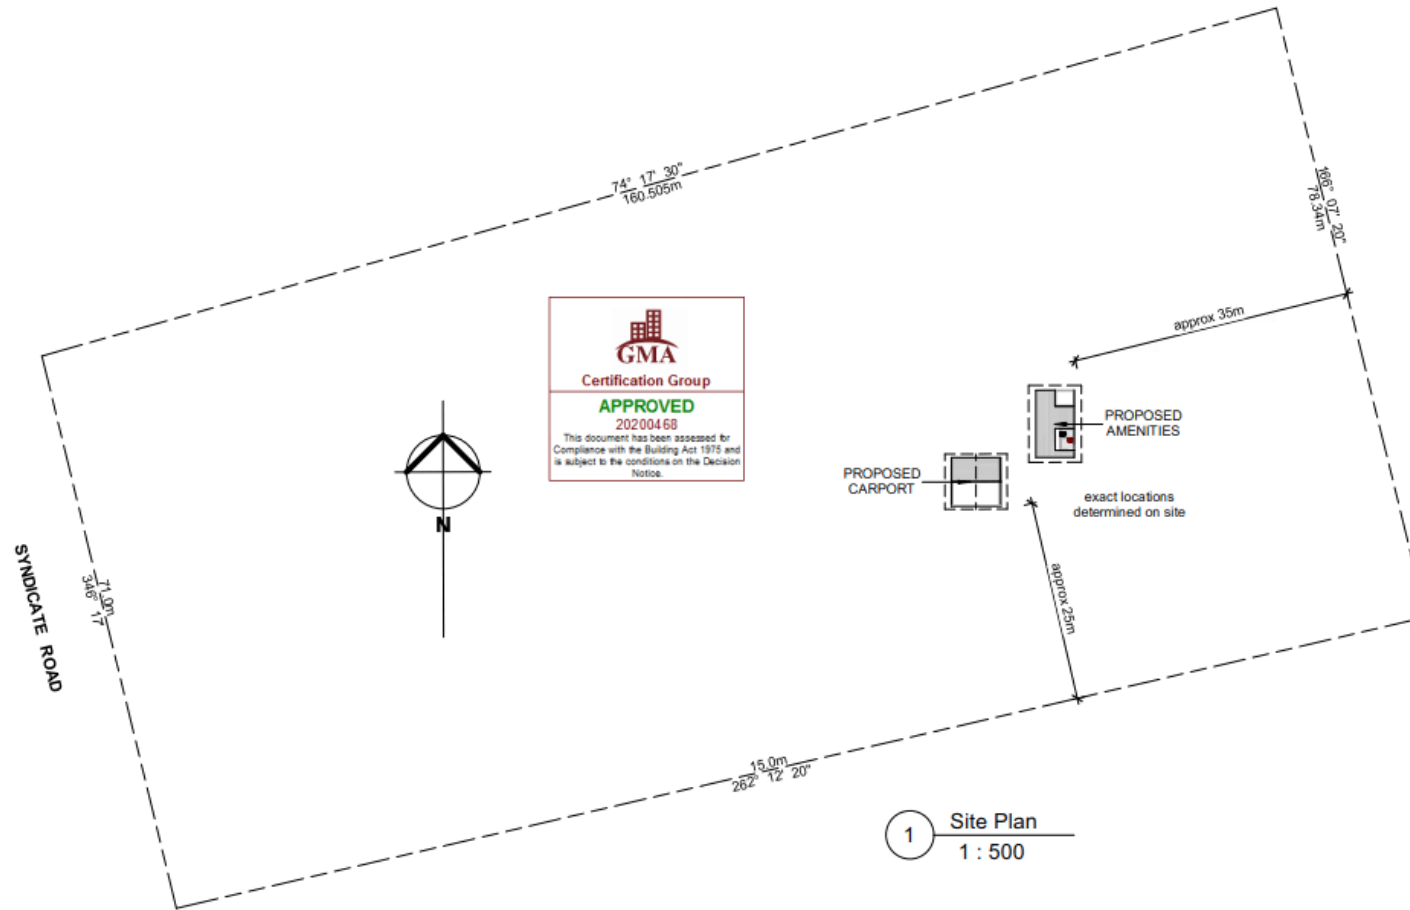 74° 17' 30"
160.505m
166° 07' 20"
78.34m
approx 35m
GMA
Certification Group
APPROVED
20200468
This document has been assessed for
Compliance with the Building Act 1975 and
is subject to the conditions on the Decision
Notice.
PROPOSED
AMENITIES
PROPOSED
CARPORT
exact locations
determined on site
N
SYNDICATE ROAD
71.0m
346° 17'
approx 25m
15.0m
262° 12' 20"
1
Site Plan
1 : 500